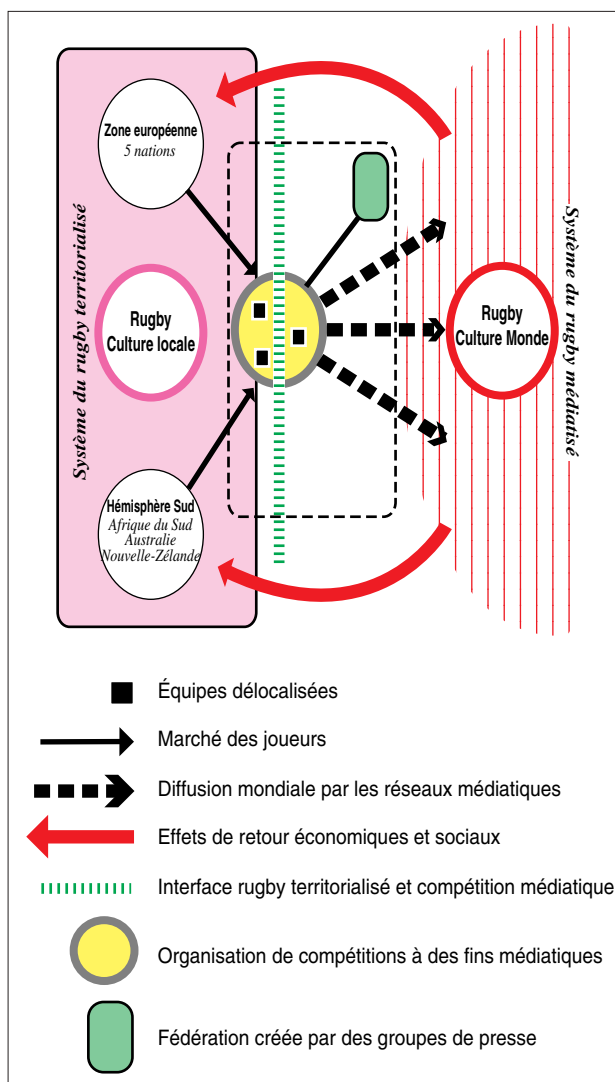 Zone européenne
5 nations
Système du rugby territorialisé
Rugby
Culture locale
Rugby
Culture Monde
Système du rugby médiatisé
Hémisphère Sud
Afrique du Sud
Australie
Nouvelle-Zélande
Équipes délocalisées
Marché des joueurs
Diffusion mondiale par les réseaux médiatiques
Effets de retour économiques et sociaux
Interface rugby territorialisé et compétition médiatique
Organisation de compétitions à des fins médiatiques
Fédération créée par des groupes de presse